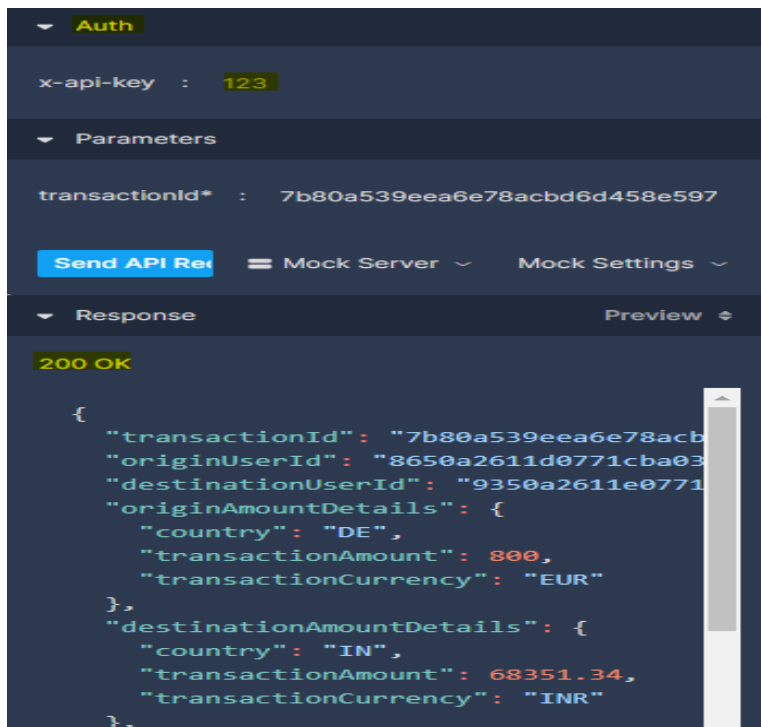 Auth
x-api-key : 123
Parameters
transactionId* : 7b80a539eea6e78acbd6d458e597
Send API Re Mock Server Mock Settings
Response Preview
200 OK
{
"transactionId": "7b80a539eea6e78acb
"originUserId": "8650a2611d0771cba03
"destinationUserId": "9350a2611e0771
"originAmountDetails": {
"country": "DE",
"transactionAmount": 800,
"transactionCurrency": "EUR"
},
"destinationAmountDetails": {
"country": "IN",
"transactionAmount": 68351.34,
"transactionCurrency": "INR"
},